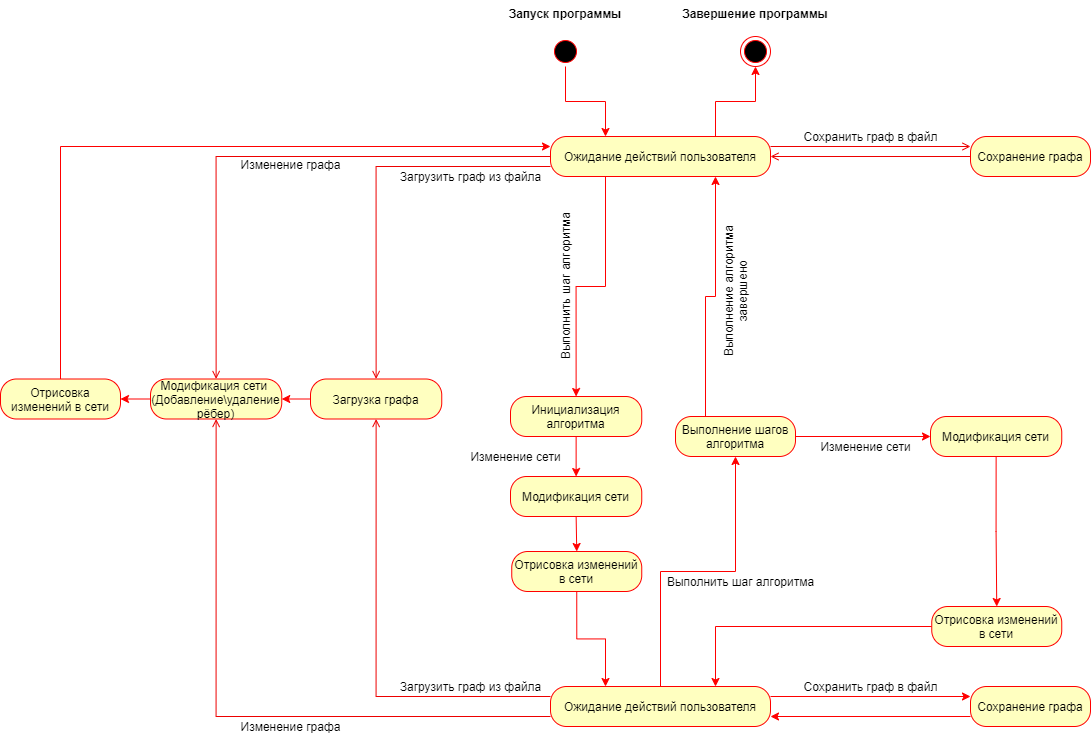 Запуск программы
Завершение программы
Сохранить граф в файл
Ожидание действий пользователя
Сохранение графа
Изменение графа
Загрузить граф из файла
Выполнить шаг алгоритма
Выполнение алгоритма
завершено
Отрисовка
изменений в сети
Модификация сети
(Добавление\удаление
рёбер)
Загрузка графа
Инициализация
алгоритма
Выполнение шагов
алгоритма
Модификация сети
Изменение сети
Изменение сети
Модификация сети
Отрисовка изменений
в сети
Выполнить шаг алгоритма
Отрисовка изменений
в сети
Загрузить граф из файла
Сохранить граф в файл
Ожидание действий пользователя
Сохранение графа
Изменение графа